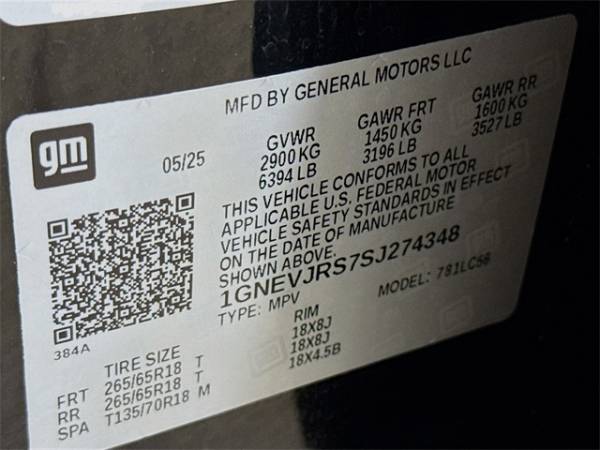 gm
MFD BY GENERAL MOTORS LLC
05/25
GVWR GAWR FRT GAWR RR
2900 KG 1450 KG 1600 KG
6394 LB 3196 LB 3527 LB
THIS VEHICLE CONFORMS TO ALL
APPLICABLE U.S. FEDERAL MOTOR
VEHICLE SAFETY STANDARDS IN EFFECT
ON THE DATE OF MANUFACTURE
SHOWN ABOVE.
1GNEVJRS7SJ274348
TYPE: MPV MODEL: 781LC56
384A
TIRE SIZE RIM
FRT 265/65R18 T 18X8J
RR 265/65R18 T 18X8J
SPA T135/70R18 M 18X4.5B